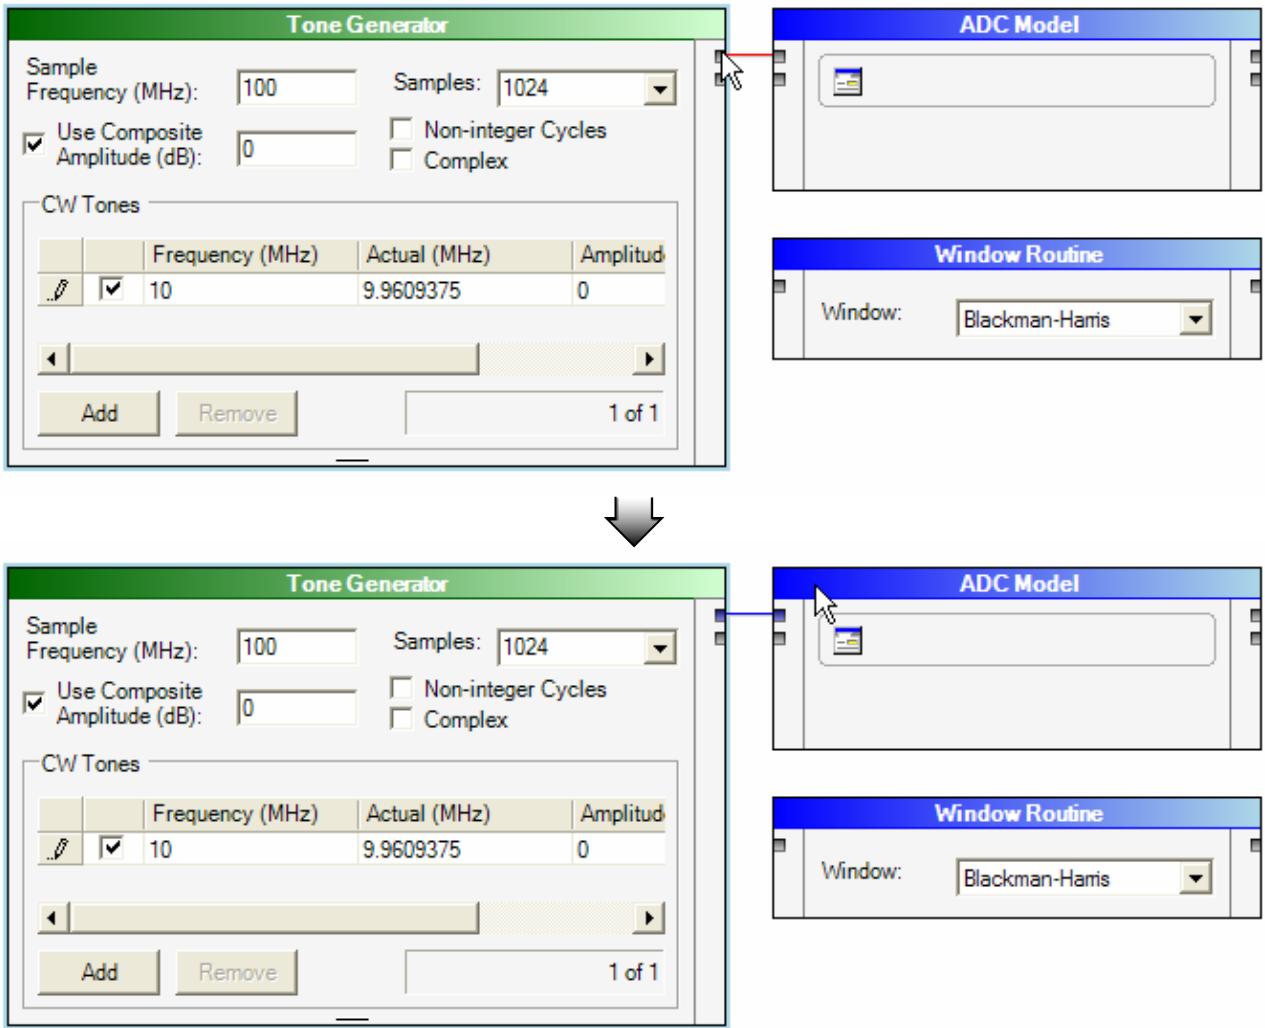 Tone Generator
Sample
Frequency (MHz):
100
Samples:
1024
Use Composite
Amplitude (dB):
0
Non-integer Cycles
Complex
CW Tones
Frequency (MHz) Actual (MHz) Amplitud
10 9.9609375 0
Add Remove 1 of 1
ADC Model
Window Routine
Window: Blackman-Harris
Tone Generator
Sample
Frequency (MHz):
100
Samples:
1024
Use Composite
Amplitude (dB):
0
Non-integer Cycles
Complex
CW Tones
Frequency (MHz) Actual (MHz) Amplitud
10 9.9609375 0
Add Remove 1 of 1
ADC Model
Window Routine
Window: Blackman-Harris